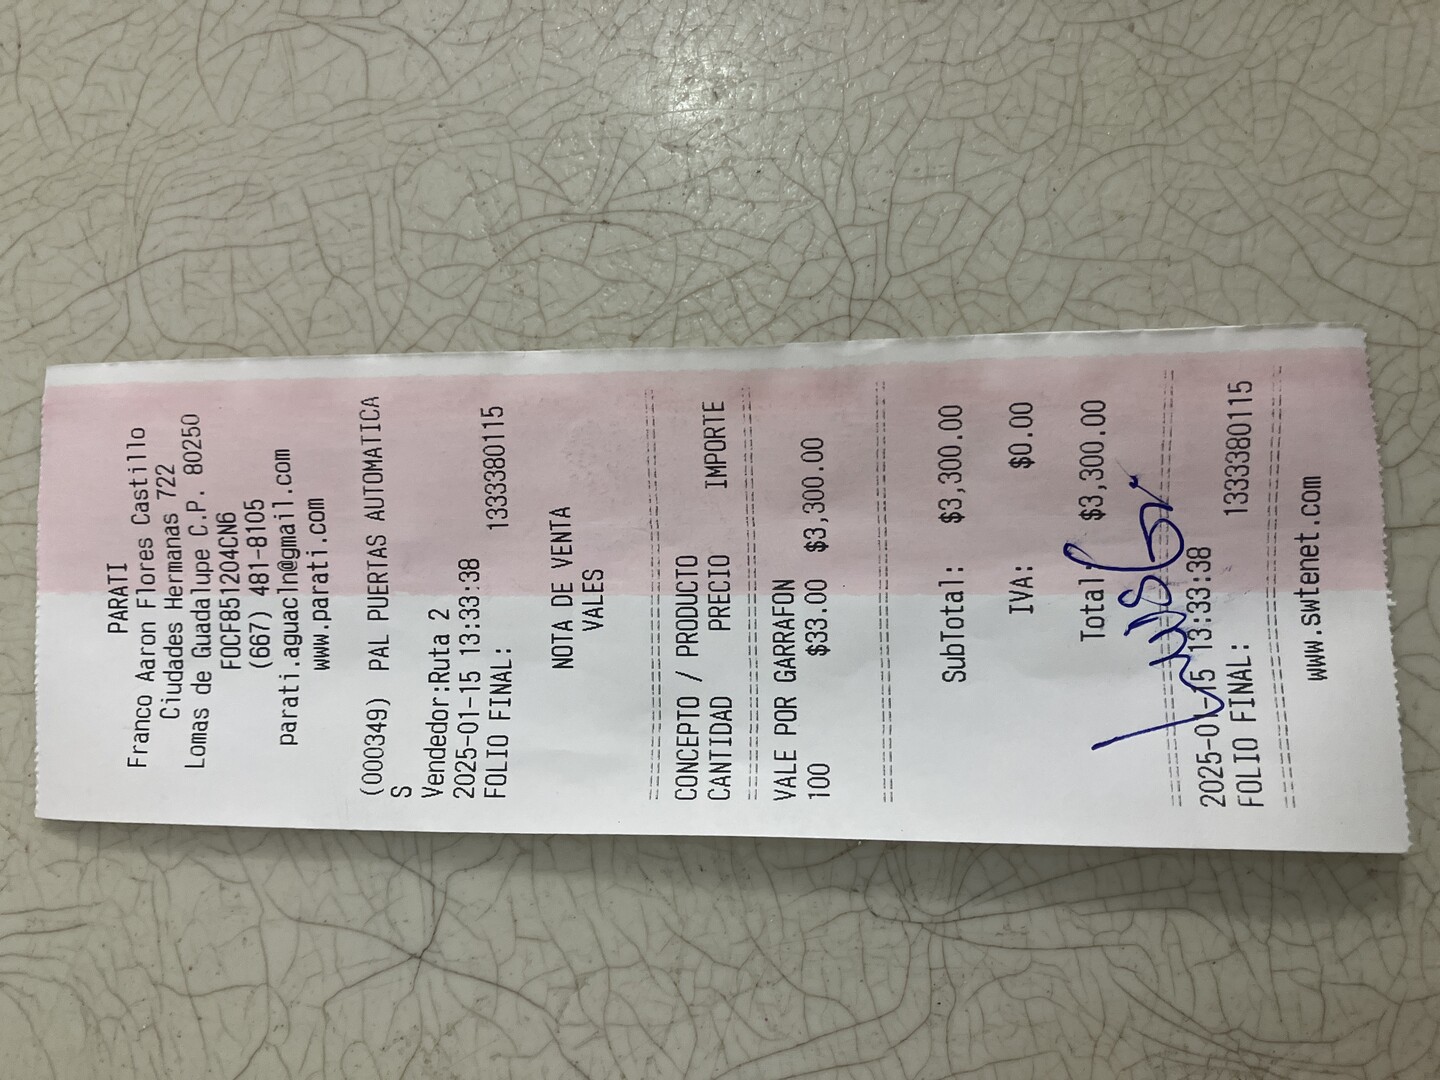 PARATI
Franco Aaron Flores Castillo
Ciudades Hermanas 722
Lomas de Guadalupe C.P. 80250
FOCF851204CN6
(667) 481-8105
parati.aguacln@gmail.com
www.parati.com
(000349) PAL PUERTAS AUTOMATICA
S
Vendedor:Ruta 2
2025-01-15 13:33:38
FOLIO FINAL: 1333380115
NOTA DE VENTA
VALES
CONCEPTO / PRODUCTO
CANTIDAD PRECIO IMPORTE
VALE POR GARRAFON
100 $33.00 $3,300.00
SubTotal: $3,300.00
IVA: $0.00
Total: $3,300.00
2025-01-15 13:33:38
FOLIO FINAL: 1333380115
www.swtenet.com